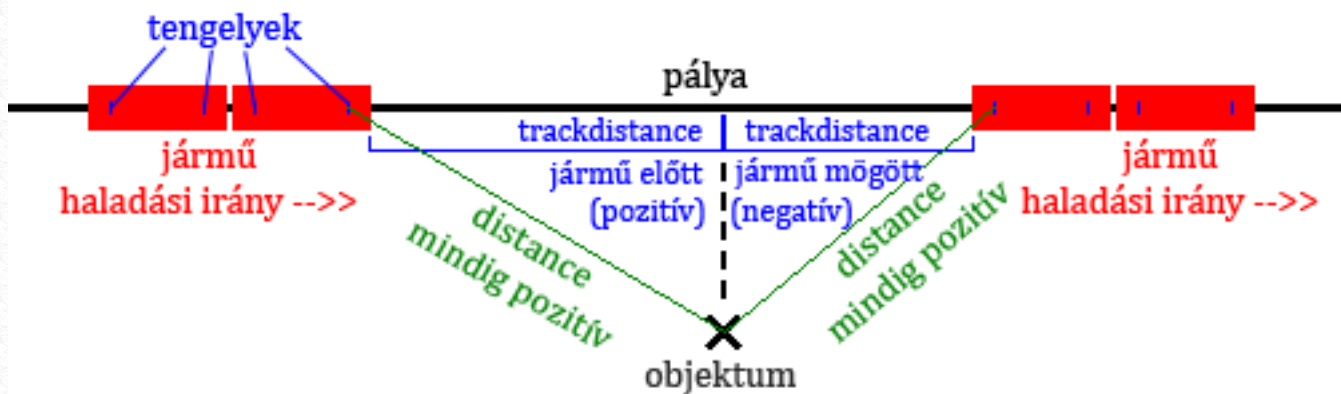 tengelyek
pálya
trackdistance
trackdistance
jármű
haladási irány -->>
jármű előtt
(pozitív)
jármű mögött
(negatív)
jármű
haladási irány -->>
distance
mindig pozitív
distance
mindig pozitív
objektum